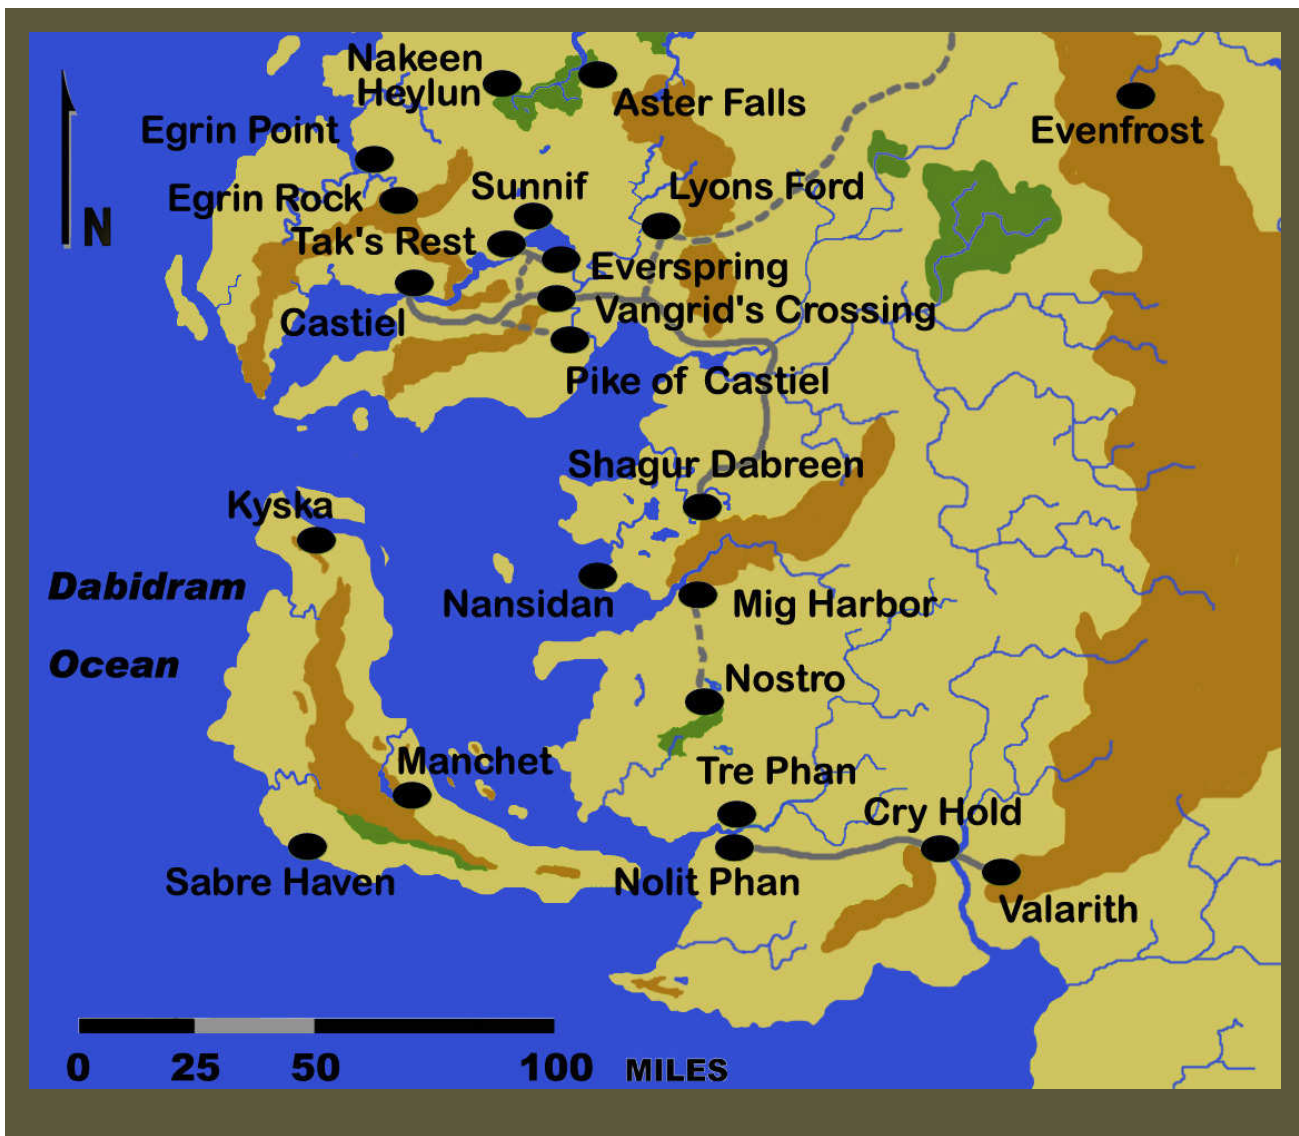 Nakeen
Heylun
Aster Falls
Egrin Point
Evenfrost
Egrin Rock
Sunnif
Lyons Ford
N
Tak's Rest
Everspring
Castiel
Vangrid's Crossing
Pike of Castiel
Shagur Dabreen
Kyska
Dabidram
Ocean
Nansidan
Mig Harbor
Nostro
Manchet
Tre Phan
Cry Hold
Sabre Haven
Nolit Phan
Valarith
0 25 50 100 MILES